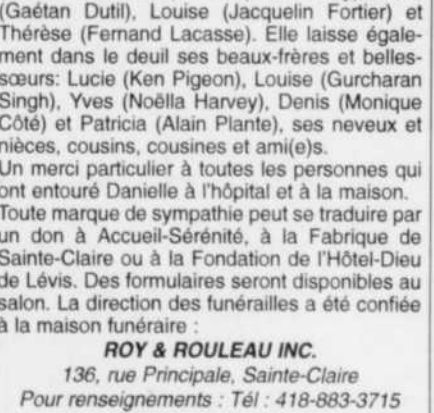 (Gaétan Dutil), Louise (Jacquelin Fortier) et
Thérèse (Fernand Lacasse). Elle laisse égale-
ment dans le deuil ses beaux-frères et belles-
sœurs: Lucie (Ken Pigeon), Louise (Gurcharan
Singh), Yves (Noëlla Harvey), Denis (Monique
Côté) et Patricia (Alain Plante), ses neveux et
nièces, cousins, cousines et ami(e)s.
Un merci particulier à toutes les personnes qui
ont entouré Danielle à l'hôpital et à la maison.
Toute marque de sympathie peut se traduire par
un don à Accueil-Sérénité, à la Fabrique de
Sainte-Claire ou à la Fondation de l'Hôtel-Dieu
de Lévis. Des formulaires seront disponibles au
salon. La direction des funérailles a été confiée
à la maison funéraire :
ROY & ROULEAU INC.
136, rue Principale, Sainte-Claire
Pour renseignements : Tél : 418-883-3715